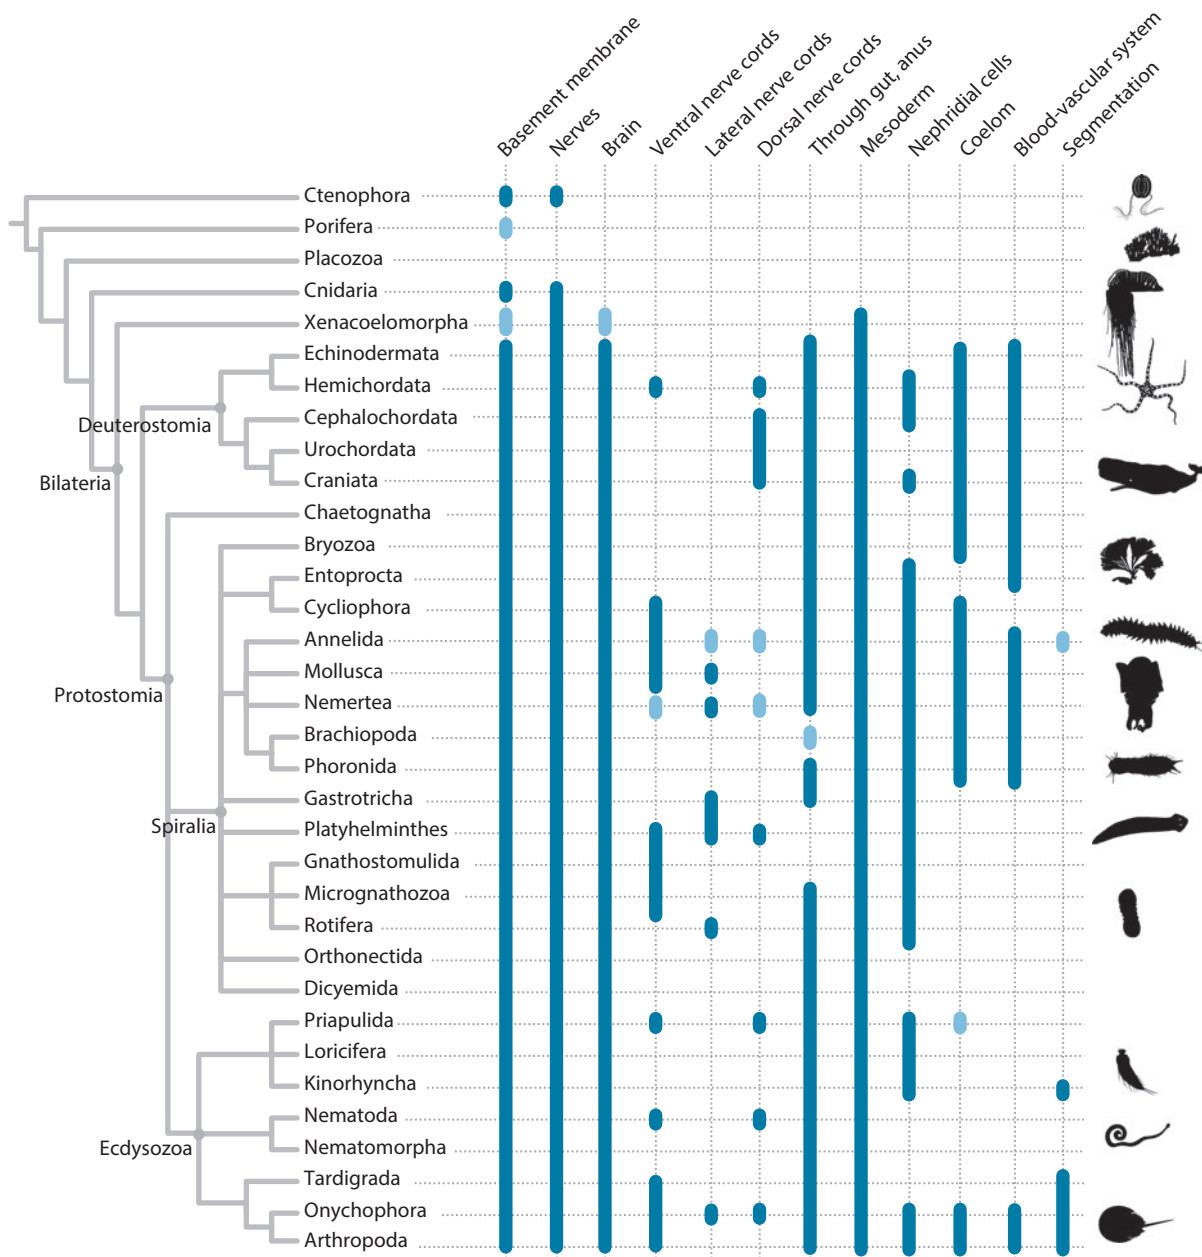 Basement membrane
Nerves
Brain
Ventral nerve cords
Lateral nerve cords
Dorsal nerve cords
Through gut, anus
Mesoderm
Nephridial cells
Coelom
Blood-vascular system
Segmentation
Ctenophora
Porifera
Placozoa
Cnidaria
Xenacoelomorpha
Echinodermata
Hemichordata
Cephalochordata
Deuterostomia
Urochordata
Craniata
Bilateria
Chaetognatha
Bryozoa
Entoprocta
Cycliophora
Annelida
Mollusca
Protostomia
Nemertea
Brachiopoda
Phoronida
Gastrotricha
Spiralia
Platyhelminthes
Gnathostomulida
Micrognathozoa
Rotifera
Orthonectida
Dicyemida
Priapulida
Loricifera
Kinorhyncha
Nematoda
Ecdysozoa
Nematomorpha
Tardigrada
Onychophora
Arthropoda